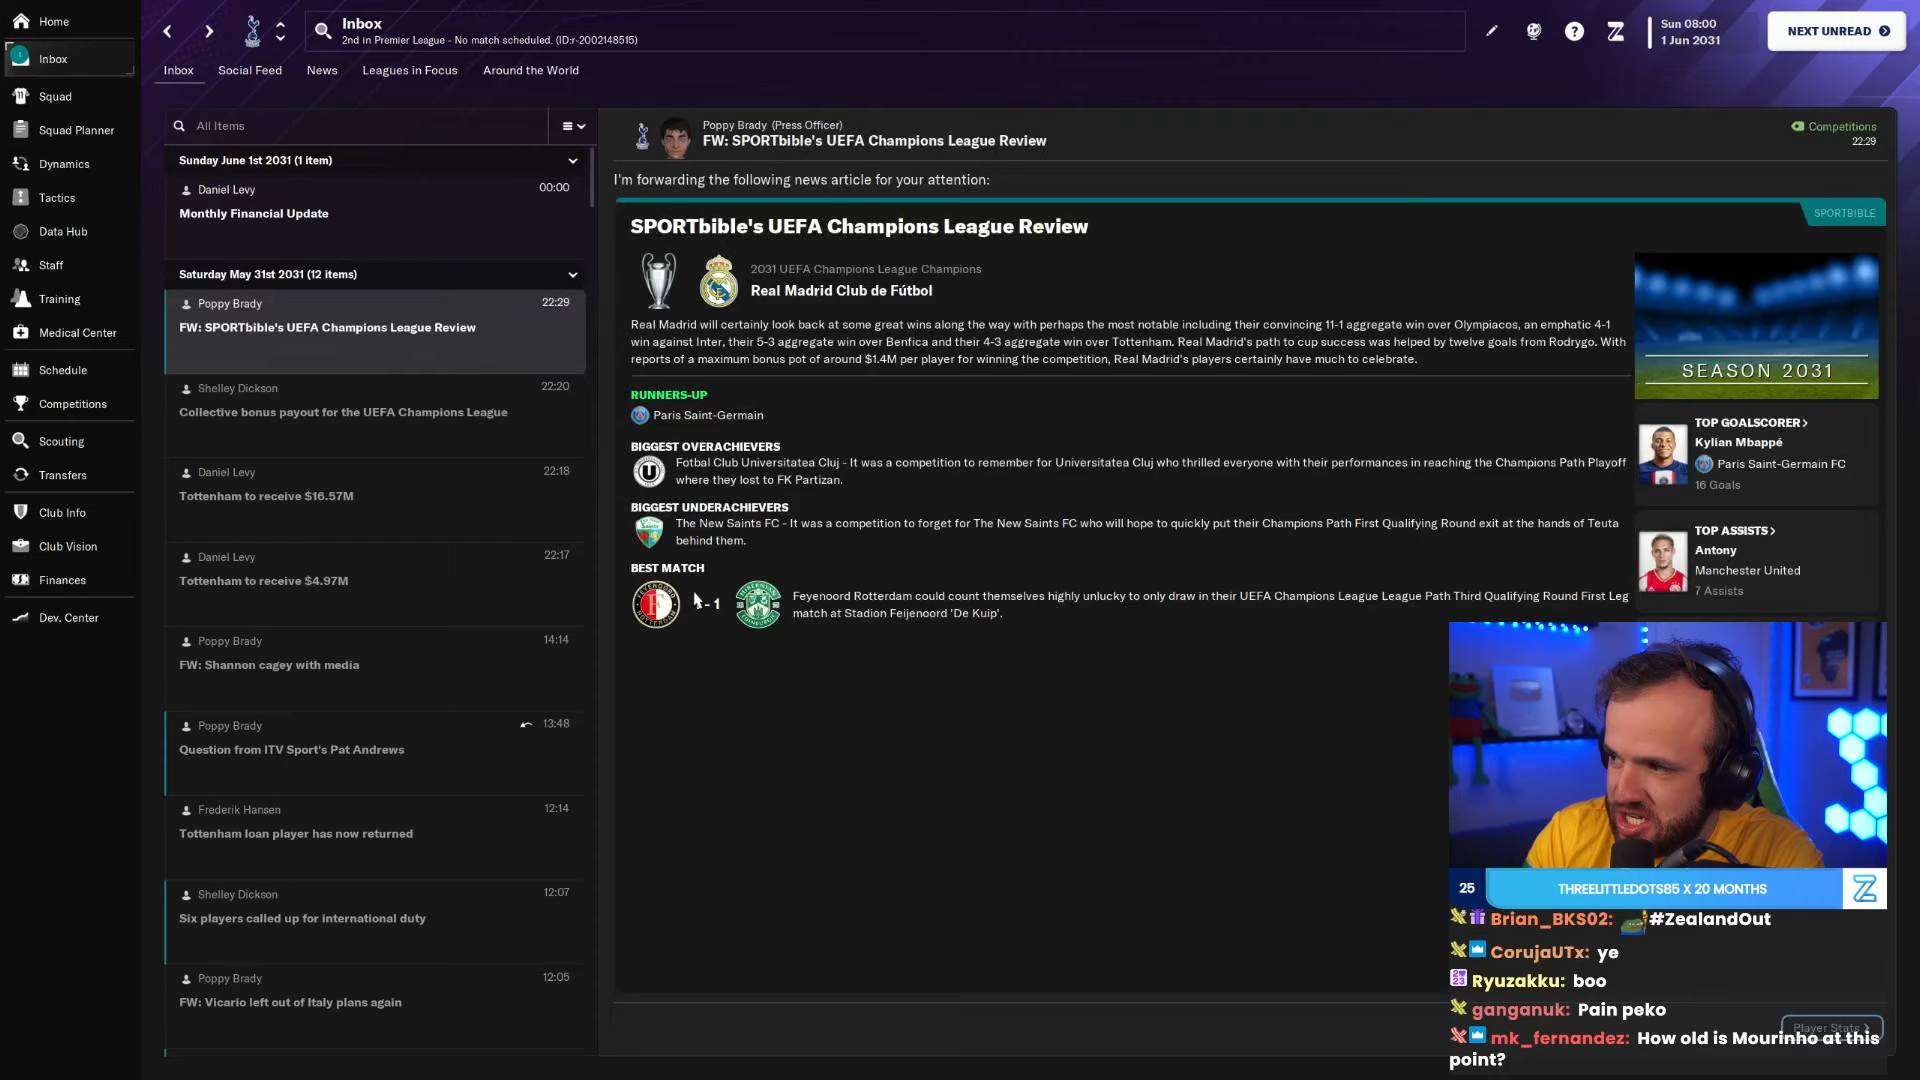 Home
Inbox
Squad
Squad Planner
Dynamics
Tactics
Data Hub
Staff
Training
Medical Center
Schedule
Competitions
Scouting
Transfers
Club Info
Club Vision
Finances
Dev. Center
Inbox
2nd in Premier League - No match scheduled. (ID:r-2002148515)
Sun 08:00
1 Jun 2031
NEXT UNREAD
Inbox
Social Feed
News
Leagues in Focus
Around the World
All Items
Sunday June 1st 2031 (1 item)
Daniel Levy 00:00
Monthly Financial Update
Saturday May 31st 2031 (12 items)
Poppy Brady 22:29
FW: SPORTbible's UEFA Champions League Review
Shelley Dickson 22:20
Collective bonus payout for the UEFA Champions League
Daniel Levy 22:18
Tottenham to receive $16.57M
Daniel Levy 22:17
Tottenham to receive $4.97M
Poppy Brady 14:14
FW: Shannon cagey with media
Poppy Brady 13:48
Question from ITV Sport's Pat Andrews
Frederik Hansen 12:14
Tottenham loan player has now returned
Shelley Dickson 12:07
Six players called up for international duty
Poppy Brady 12:05
FW: Vicario left out of Italy plans again
Poppy Brady (Press Officer)
FW: SPORTbible's UEFA Champions League Review
Competitions
22:29
I'm forwarding the following news article for your attention:
SPORTBIBLE
SPORTbible's UEFA Champions League Review
2031 UEFA Champions League Champions
Real Madrid Club de Fútbol
Real Madrid will certainly look back at some great wins along the way with perhaps the most notable including their convincing 11-1 aggregate win over Olympiacos, an emphatic 4-1
win against Inter, their 5-3 aggregate win over Benfica and their 4-3 aggregate win over Tottenham. Real Madrid's path to cup success was helped by twelve goals from Rodrygo. With
reports of a maximum bonus pot of around $1.4M per player for winning the competition, Real Madrid's players certainly have much to celebrate.
RUNNERS-UP
Paris Saint-Germain
BIGGEST OVERACHIEVERS
Fotbal Club Universitatea Cluj - It was a competition to remember for Universitatea Cluj who thrilled everyone with their performances in reaching the Champions Path Playoff
where they lost to FK Partizan.
BIGGEST UNDERACHIEVERS
The New Saints FC - It was a competition to forget for The New Saints FC who will hope to quickly put their Champions Path First Qualifying Round exit at the hands of Teuta
behind them.
BEST MATCH
- 1
Feyenoord Rotterdam could count themselves highly unlucky to only draw in their UEFA Champions League League Path Third Qualifying Round First Leg
match at Stadion Feijenoord 'De Kuip'.
SEASON 2031
TOP GOALSCORER
Kylian Mbappé
Paris Saint-Germain FC
16 Goals
TOP ASSISTS
Antony
Manchester United
7 Assists
25
THREELITTLEDOTS85 X 20 MONTHS
Brian_BKS02: #ZealandOut
CorujaUTx: ye
Ryuzakku: boo
ganganuk: Pain peko
Player Stats
mk_fernandez: How old is Mourinho at this
point?